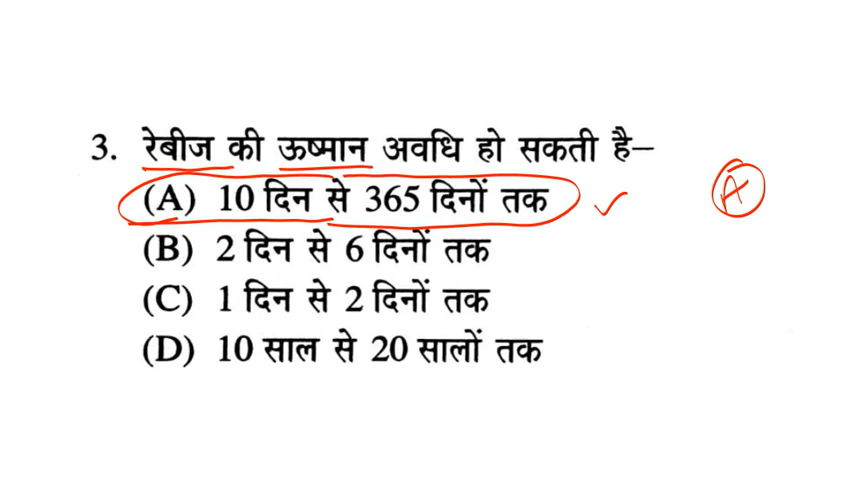 3. रेबीज की ऊष्मान अवधि हो सकती है–
(A) 10 दिन से 365 दिनों तक
A
(B) 2 दिन से 6 दिनों तक
(C) 1 दिन से 2 दिनों तक
(D) 10 साल से 20 सालों तक